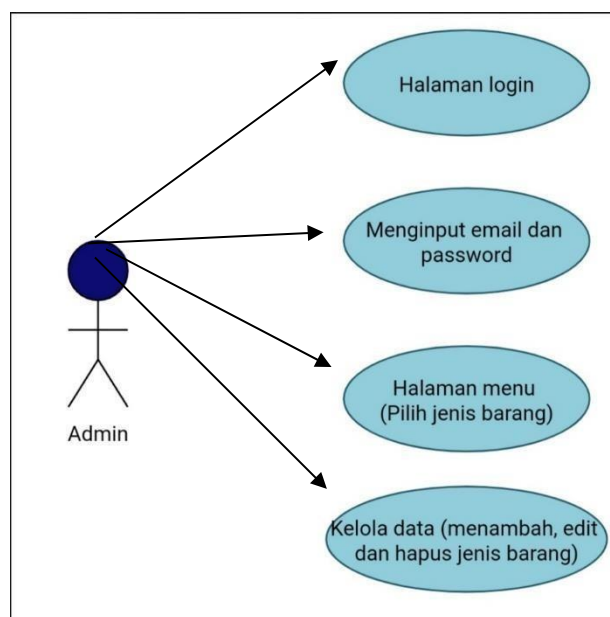 Halaman login
Menginput email dan
password
Halaman menu
(Pilih jenis barang)
Admin
Kelola data (menambah, edit
dan hapus jenis barang)